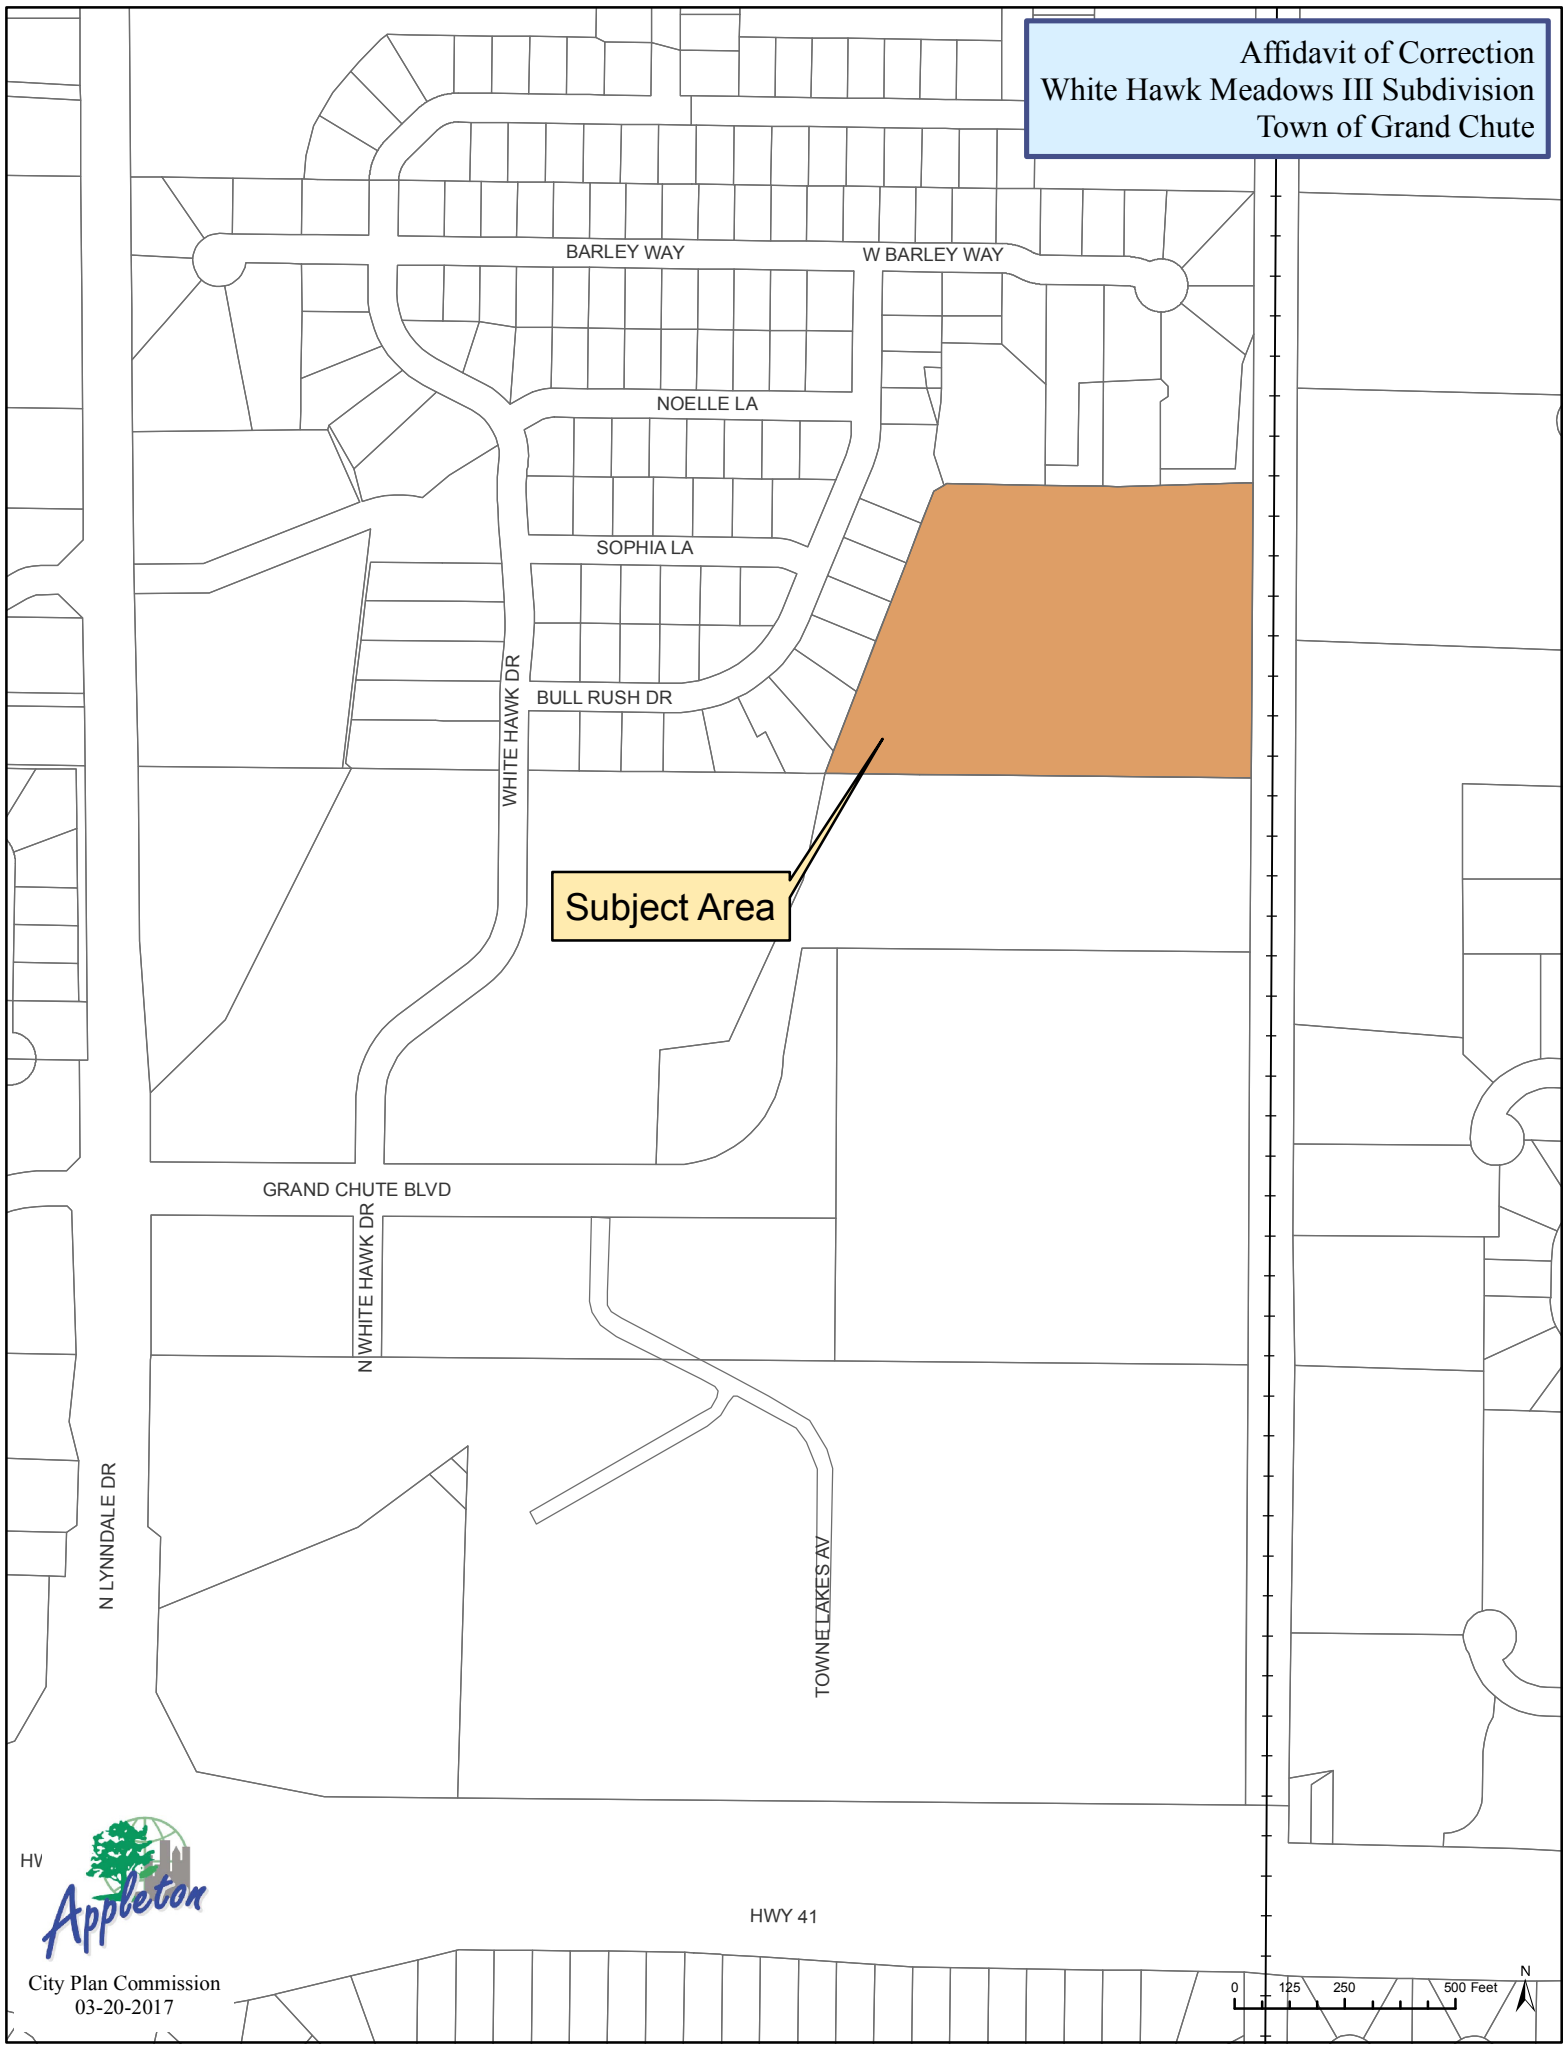 Affidavit of Correction
White Hawk Meadows III Subdivision
Town of Grand Chute
BARLEY WAY
W BARLEY WAY
NOELLE LA
SOPHIA LA
WHITE HAWK DR
BULL RUSH DR
Subject Area
GRAND CHUTE BLVD
N WHITE HAWK DR
N LYNNDALE DR
TOWNE LAKES AV
HW
Appleton
HWY 41
City Plan Commission
03-20-2017
0 125 250 500 Feet
N